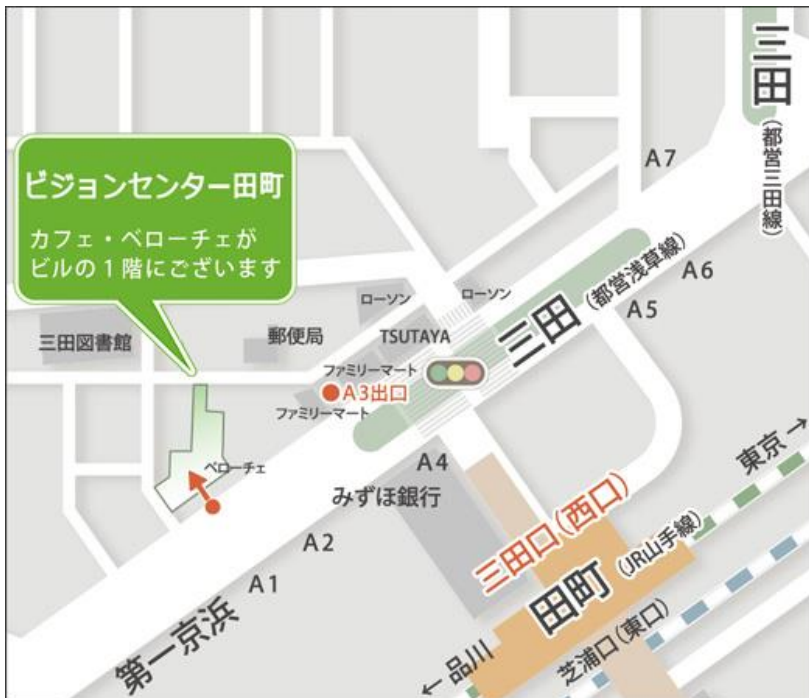 三田
(都営三田線)
A7
ビジョンセンター田町
カフェ・ベローチェが
ビルの1階にございます
A6
三田
(都営浅草線)
A5
ローソン
ローソン
三田図書館
郵便局
TSUTAYA
ファミリーマート
A3出口
ファミリーマート
東京→
A4
ベローチェ
みずほ銀行
三田口(西口)
A2
田町
(JR山手線)
A1
第一京浜
芝浦口(東口)
←品川